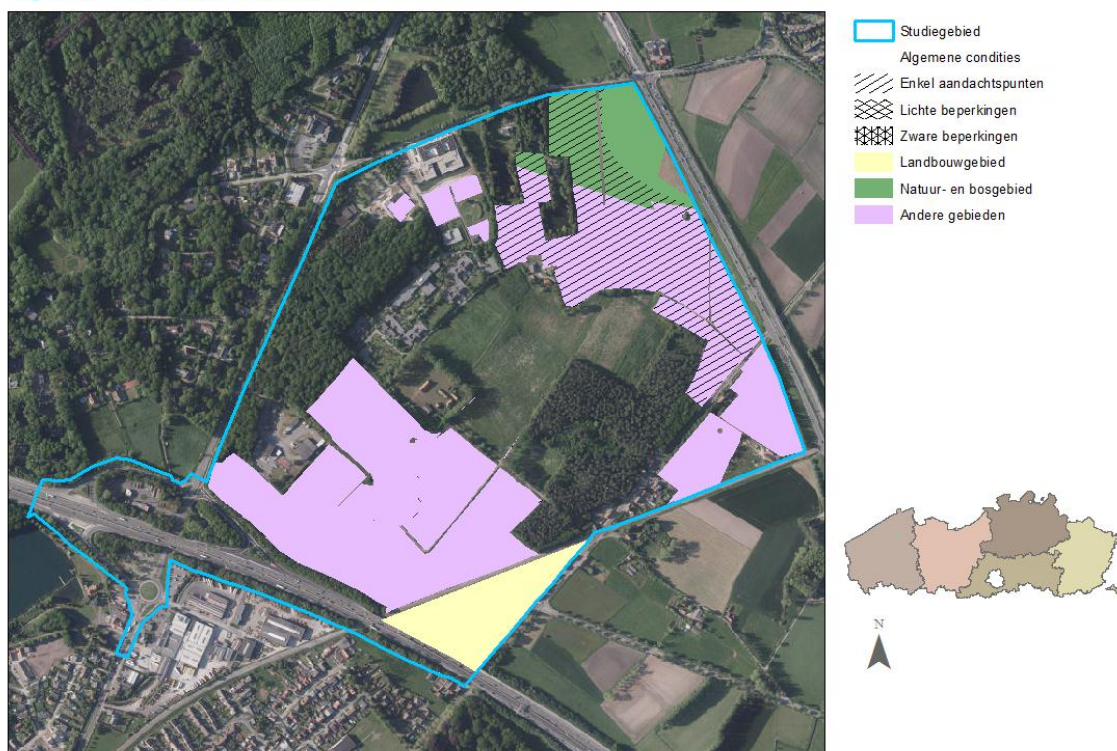 Studiegebied
Algemene condities
Enkel aandachtspunten
Lichte beperkingen
Zware beperkingen
Landbouwgebied
Natuur- en bosgebied
Andere gebieden
N